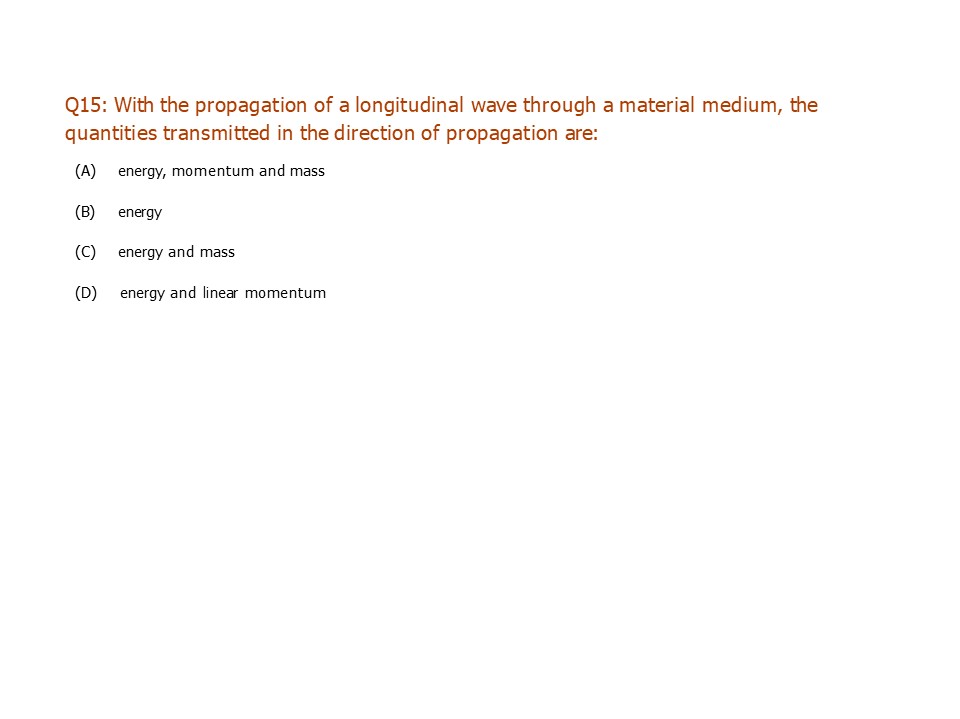 Q15: With the propagation of a longitudinal wave through a material medium, the
quantities transmitted in the direction of propagation are:
(A) energy, momentum and mass
(B) energy
(C) energy and mass
(D) energy and linear momentum